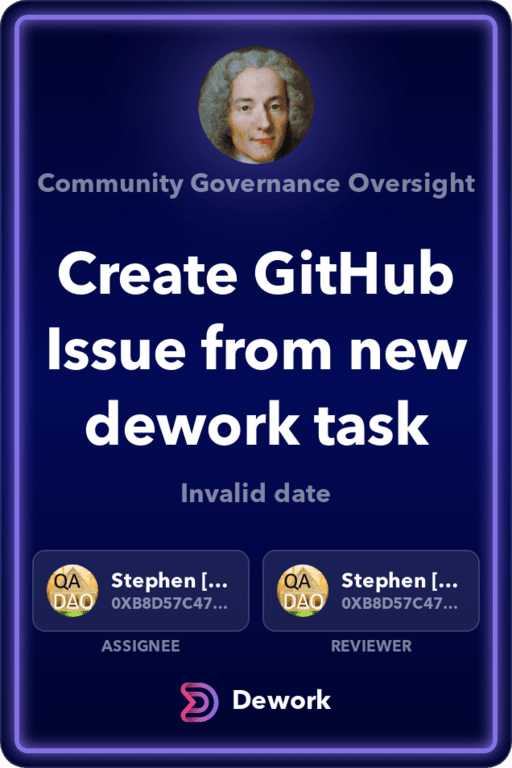 Community Governance Oversight
Create GitHub
Issue from new
dework task
Invalid date
QA
DAO
Stephen [...
0XB8D57C47...
ASSIGNEE
QA
DAO
Stephen [...
0XB8D57C47...
REVIEWER
Dework